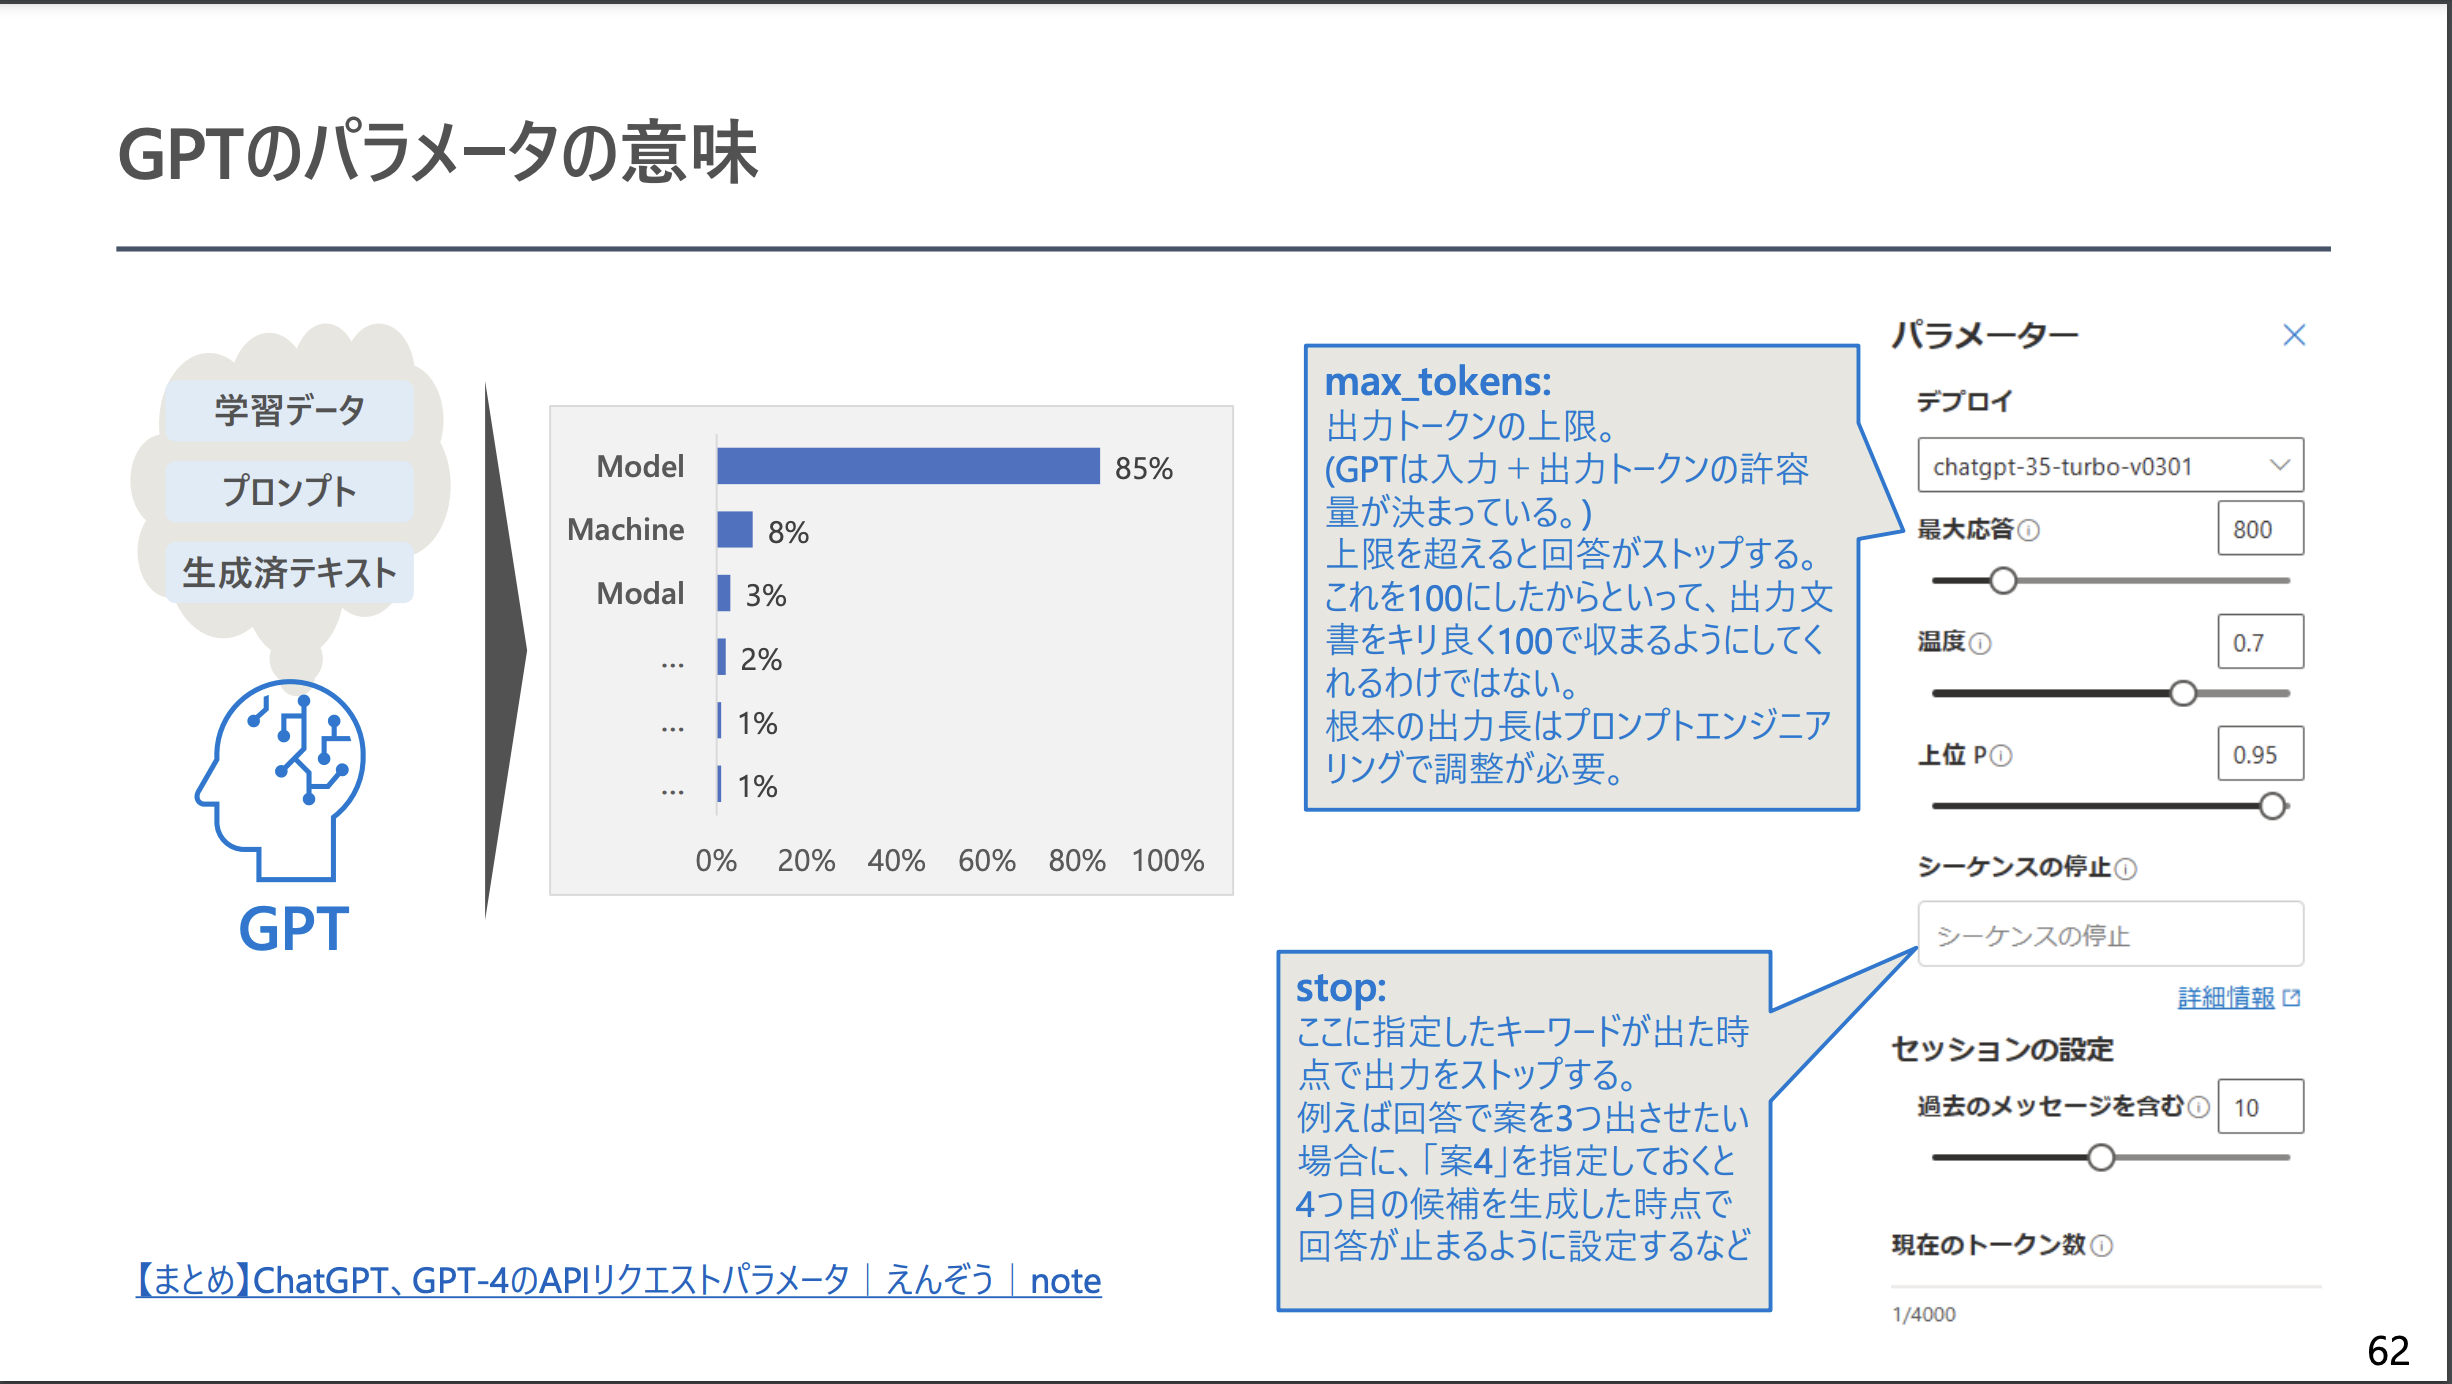 GPTのパラメータの意味
学習データ
プロンプト
生成済テキスト
GPT
Model 85%
Machine 8%
Modal 3%
... 2%
... 1%
... 1%
0% 20% 40% 60% 80% 100%
max_tokens:
出力トークンの上限。
(GPTは入力＋出力トークンの許容
量が決まっている。)
上限を超えると回答がストップする。
これを100にしたからといって、出力文
書をキリ良く100で収まるようにしてく
れるわけではない。
根本の出力長はプロンプトエンジニア
リングで調整が必要。
stop:
ここに指定したキーワードが出た時
点で出力をストップする。
例えば回答で案を3つ出させたい
場合に、「案4」を指定しておくと
4つ目の候補を生成した時点で
回答が止まるように設定するなど
パラメーター
デプロイ
chatgpt-35-turbo-v0301
最大応答 800
温度 0.7
上位 P 0.95
シーケンスの停止
シーケンスの停止
詳細情報
セッションの設定
過去のメッセージを含む 10
現在のトークン数
1/4000
【まとめ】ChatGPT、GPT-4のAPIリクエストパラメータ｜えんぞう｜note
62